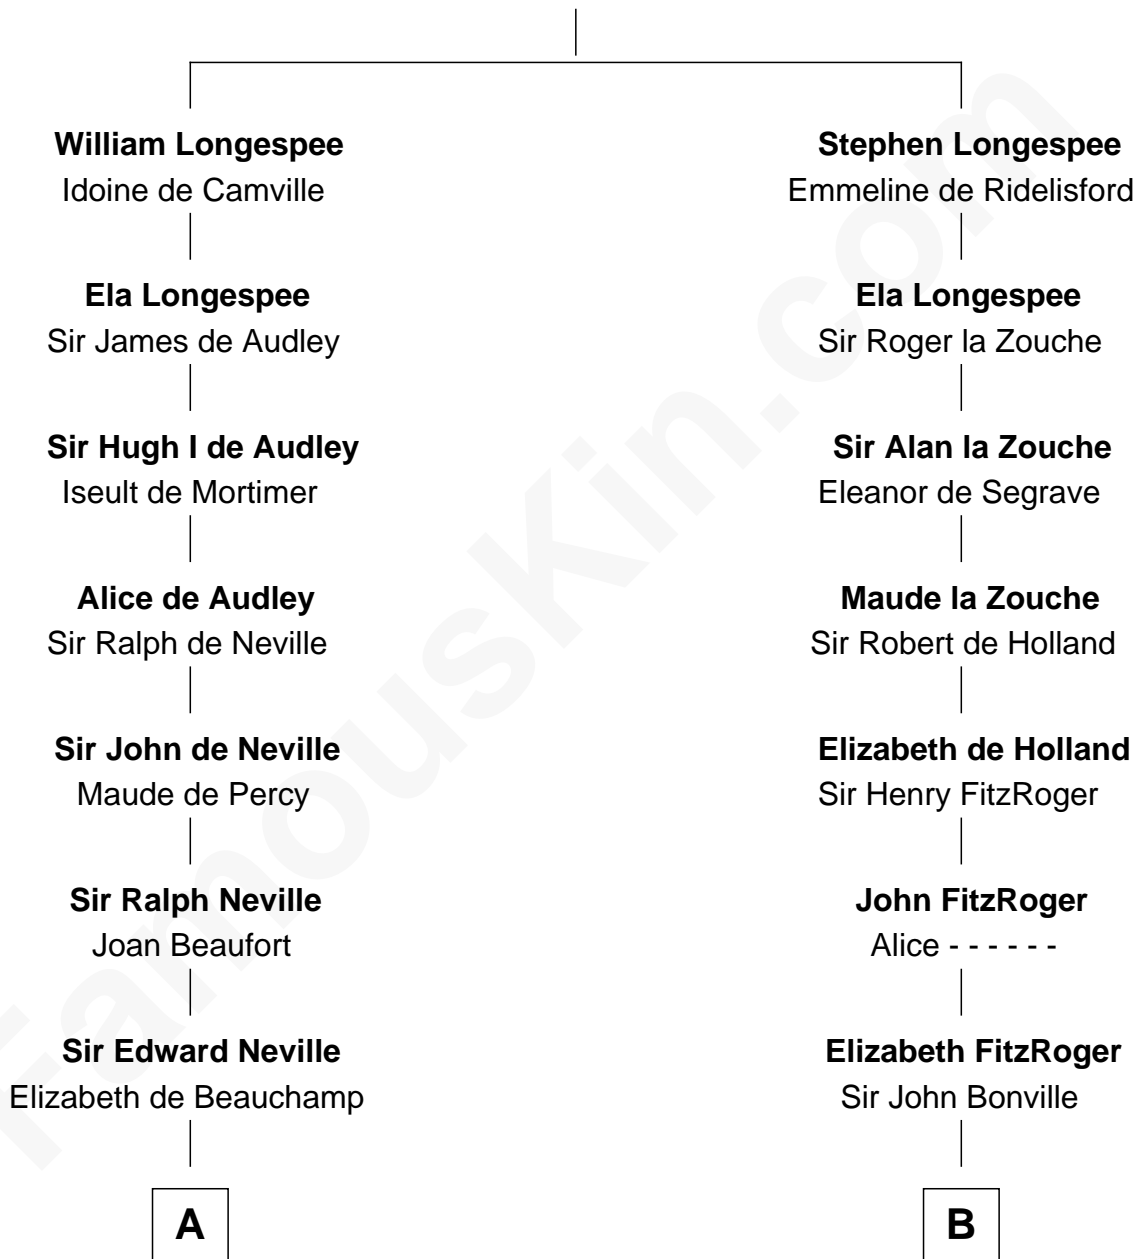 William Longespee
Idoine de Camville
Ela Longespee
Sir James de Audley
Sir Hugh I de Audley
Iseult de Mortimer
Alice de Audley
Sir Ralph de Neville
Sir John de Neville
Maude de Percy
Sir Ralph Neville
Joan Beaufort
Sir Edward Neville
Elizabeth de Beauchamp
A
Stephen Longespee
Emmeline de Ridelisford
Ela Longespee
Sir Roger la Zouche
Sir Alan la Zouche
Eleanor de Segrave
Maude la Zouche
Sir Robert de Holland
Elizabeth de Holland
Sir Henry FitzRoger
John FitzRoger
Alice - - - - - -
Elizabeth FitzRoger
Sir John Bonville
B
FamousKin.com